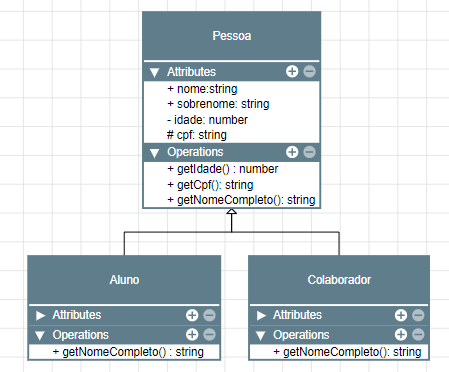 Pessoa
Attributes
+ nome:string
+ sobrenome: string
- idade: number
# cpf: string
Operations
+ getIdade() : number
+ getCpf(): string
+ getNomeCompleto(): string
Aluno
Attributes
Operations
+ getNomeCompleto() : string
Colaborador
Attributes
Operations
+ getNomeCompleto(): string